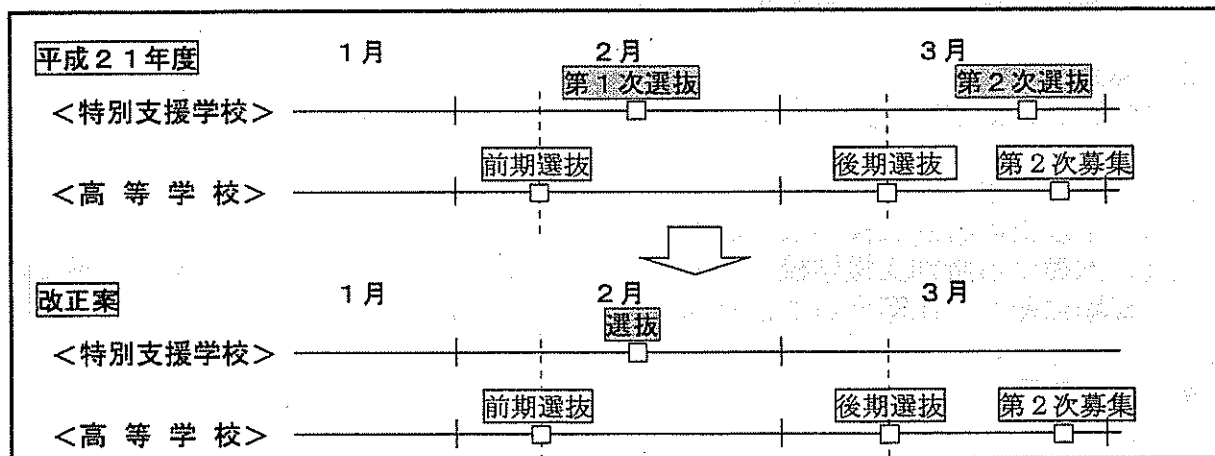 平成21年度 1月 2月 3月
第1次選抜 第2次選抜
<特別支援学校>
前期選抜 後期選抜 第2次募集
<高等学校>
改正案 1月 2月 3月
選抜
<特別支援学校>
前期選抜 後期選抜 第2次募集
<高等学校>